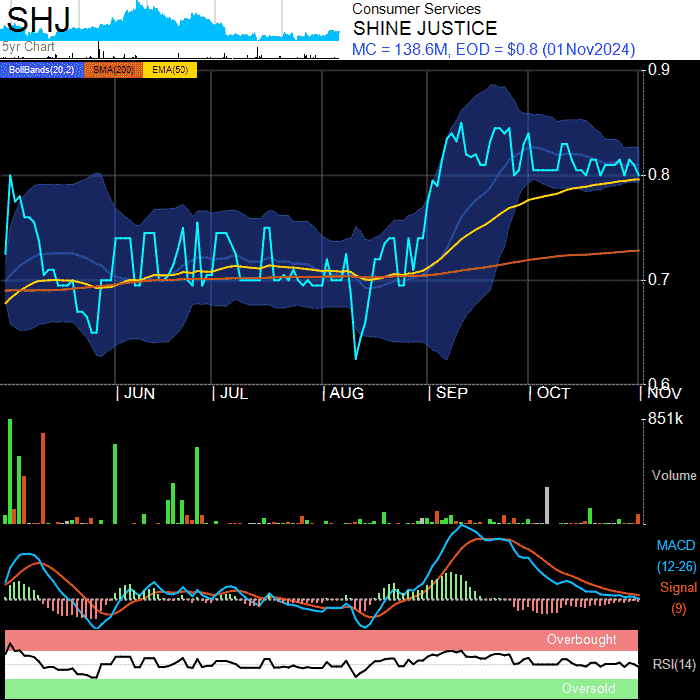 SHJ
5yr Chart
Consumer Services
SHINE JUSTICE
MC = 138.6M, EOD = $0.8 (01Nov2024)
BollBands(20,2) SMA(200) EMA(50)
0.9
0.8
0.7
0.6
| JUN | JUL | AUG | SEP | OCT | NOV
851k
Volume
MACD
(12-26)
Signal
(9)
Overbought
RSI(14)
Oversold